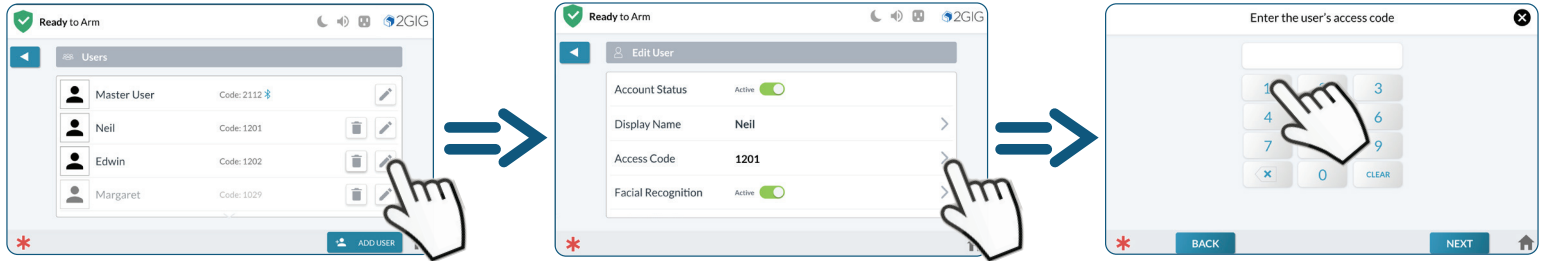 Ready to Arm
2GIG
Users
Master User Code: 2112
Neil Code: 1201
Edwin Code: 1202
Margaret Code: 1029
ADD USER
Ready to Arm
2GIG
Edit User
Account Status Active
Display Name Neil
Access Code 1201
Facial Recognition Active
Enter the user's access code
1 3
4 6
7 9
0 CLEAR
BACK NEXT